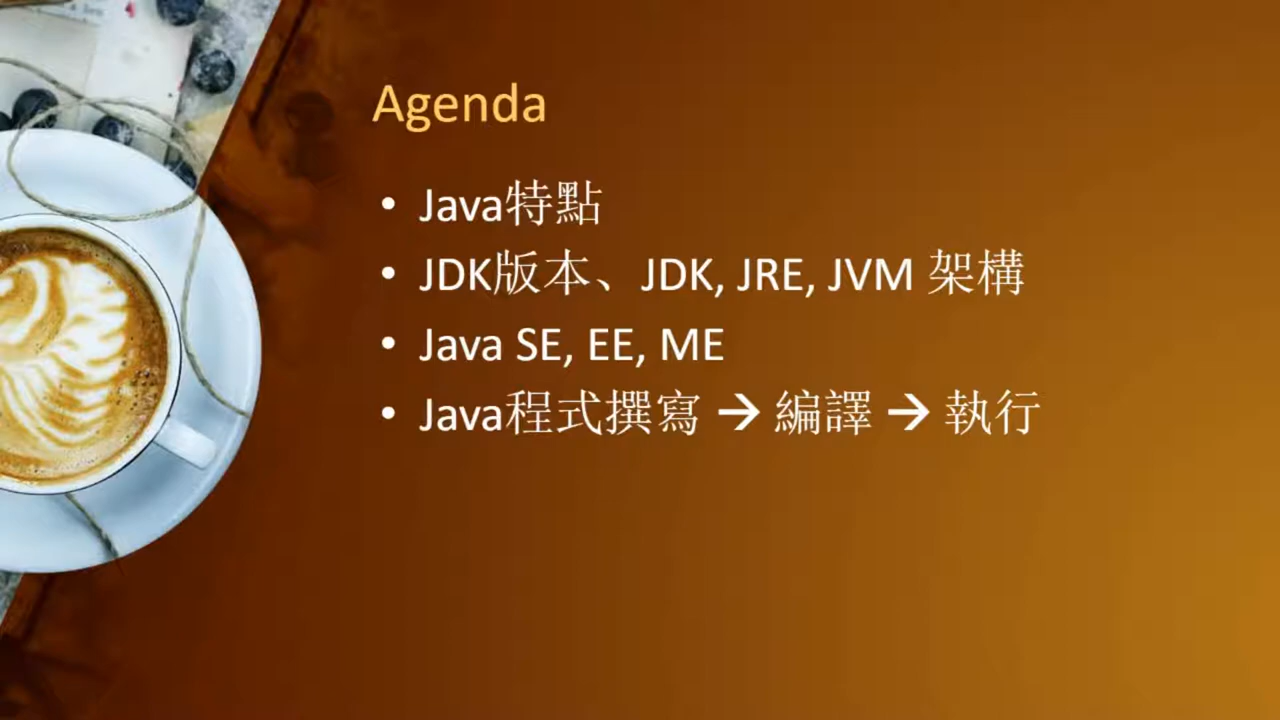 Agenda
• Java特點
• JDK版本、JDK, JRE, JVM 架構
• Java SE, EE, ME
• Java程式撰寫 → 編譯 → 執行